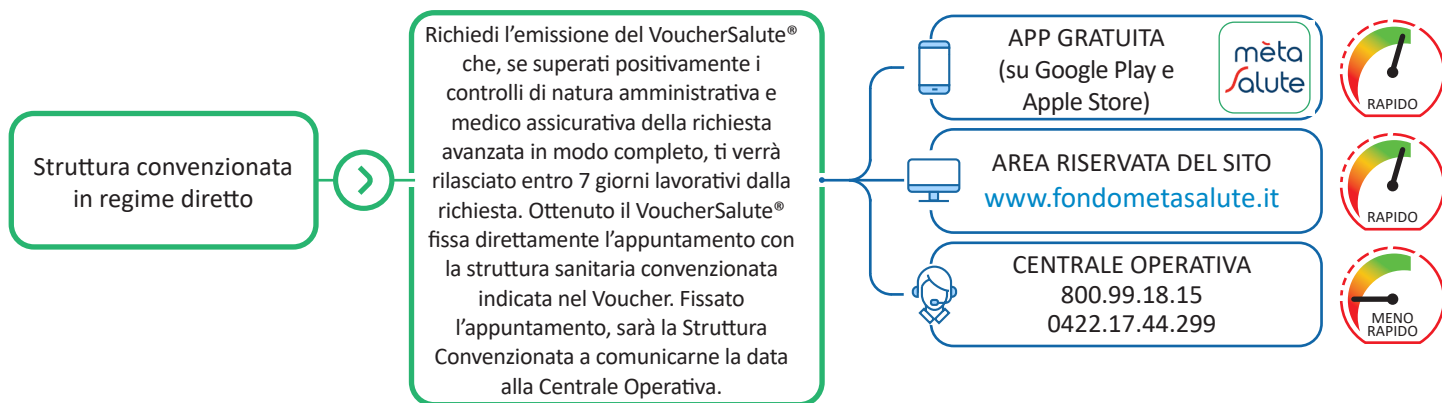 Struttura convenzionata
in regime diretto
Richiedi l’emissione del VoucherSalute®
che, se superati positivamente i
controlli di natura amministrativa e
medico assicurativa della richiesta
avanzata in modo completo, ti verrà
rilasciato entro 7 giorni lavorativi dalla
richiesta. Ottenuto il VoucherSalute®
fissa direttamente l’appuntamento con
la struttura sanitaria convenzionata
indicata nel Voucher. Fissato
l’appuntamento, sarà la Struttura
Convenzionata a comunicarne la data
alla Centrale Operativa.
APP GRATUITA
(su Google Play e
Apple Store)
mèta
Salute
RAPIDO
AREA RISERVATA DEL SITO
www.fondometasalute.it
RAPIDO
CENTRALE OPERATIVA
800.99.18.15
0422.17.44.299
MENO
RAPIDO